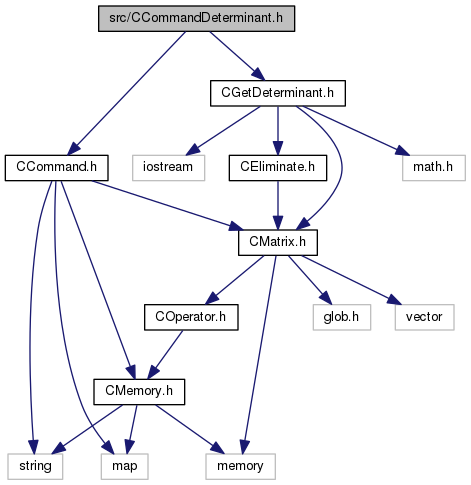 src/CCommandDeterminant.h
CGetDeterminant.h
CCommand.h
iostream
CEliminate.h
math.h
CMatrix.h
COperator.h
glob.h
vector
CMemory.h
string
map
memory